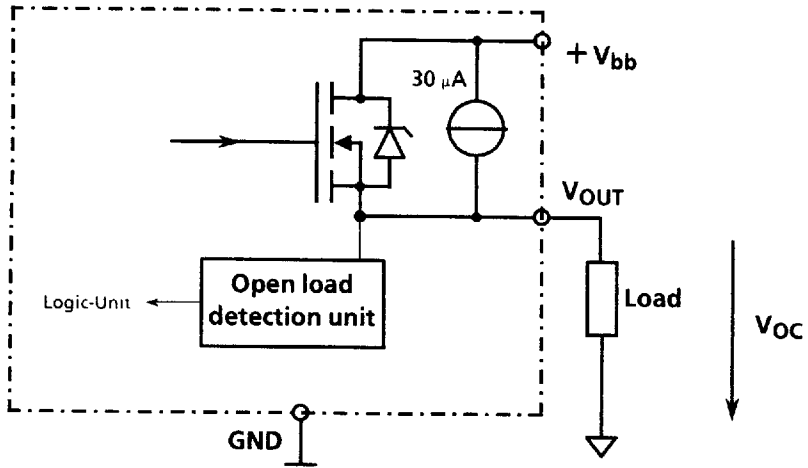 + Vbb
30 µA
VOUT
Open load
detection unit
Logic-Unit
Load
VOC
GND